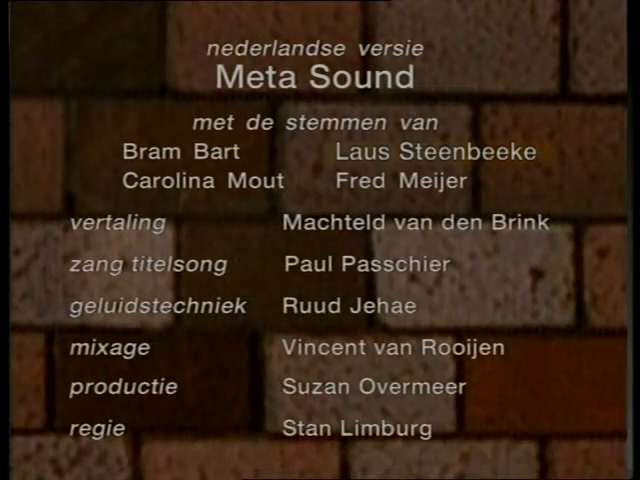 nederlandse versie
Meta Sound
met de stemmen van
Bram Bart Laus Steenbeeke
Carolina Mout Fred Meijer
vertaling Machteld van den Brink
zang titelsong Paul Passchier
geluidstechniek Ruud Jehae
mixage Vincent van Rooijen
productie Suzan Overmeer
regie Stan Limburg